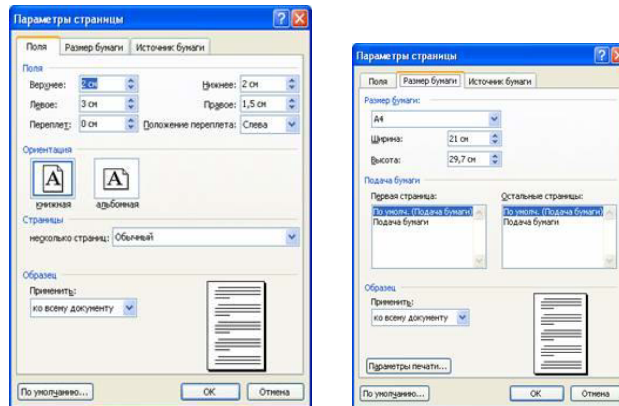 Параметры страницы
Поля Размер бумаги Источник бумаги
Поля
Верхнее: 2 см Нижнее: 2 см
Левое: 3 см Правое: 1,5 см
Переплет: 0 см Положение переплета: Слева
Ориентация
А А
книжная альбомная
Страницы
несколько страниц: Обычный
Образец
Применить:
ко всему документу
По умолчанию... ОК Отмена
Параметры страницы
Поля Размер бумаги Источник бумаги
Размер бумаги:
А4
Ширина: 21 см
Высота: 29,7 см
Подача бумаги
Первая страница: Остальные страницы:
По умолч. (Подача бумаги) По умолч. (Подача бумаги)
Подача бумаги Подача бумаги
Образец
Применить:
ко всему документу
Параметры печати...
По умолчанию... ОК Отмена